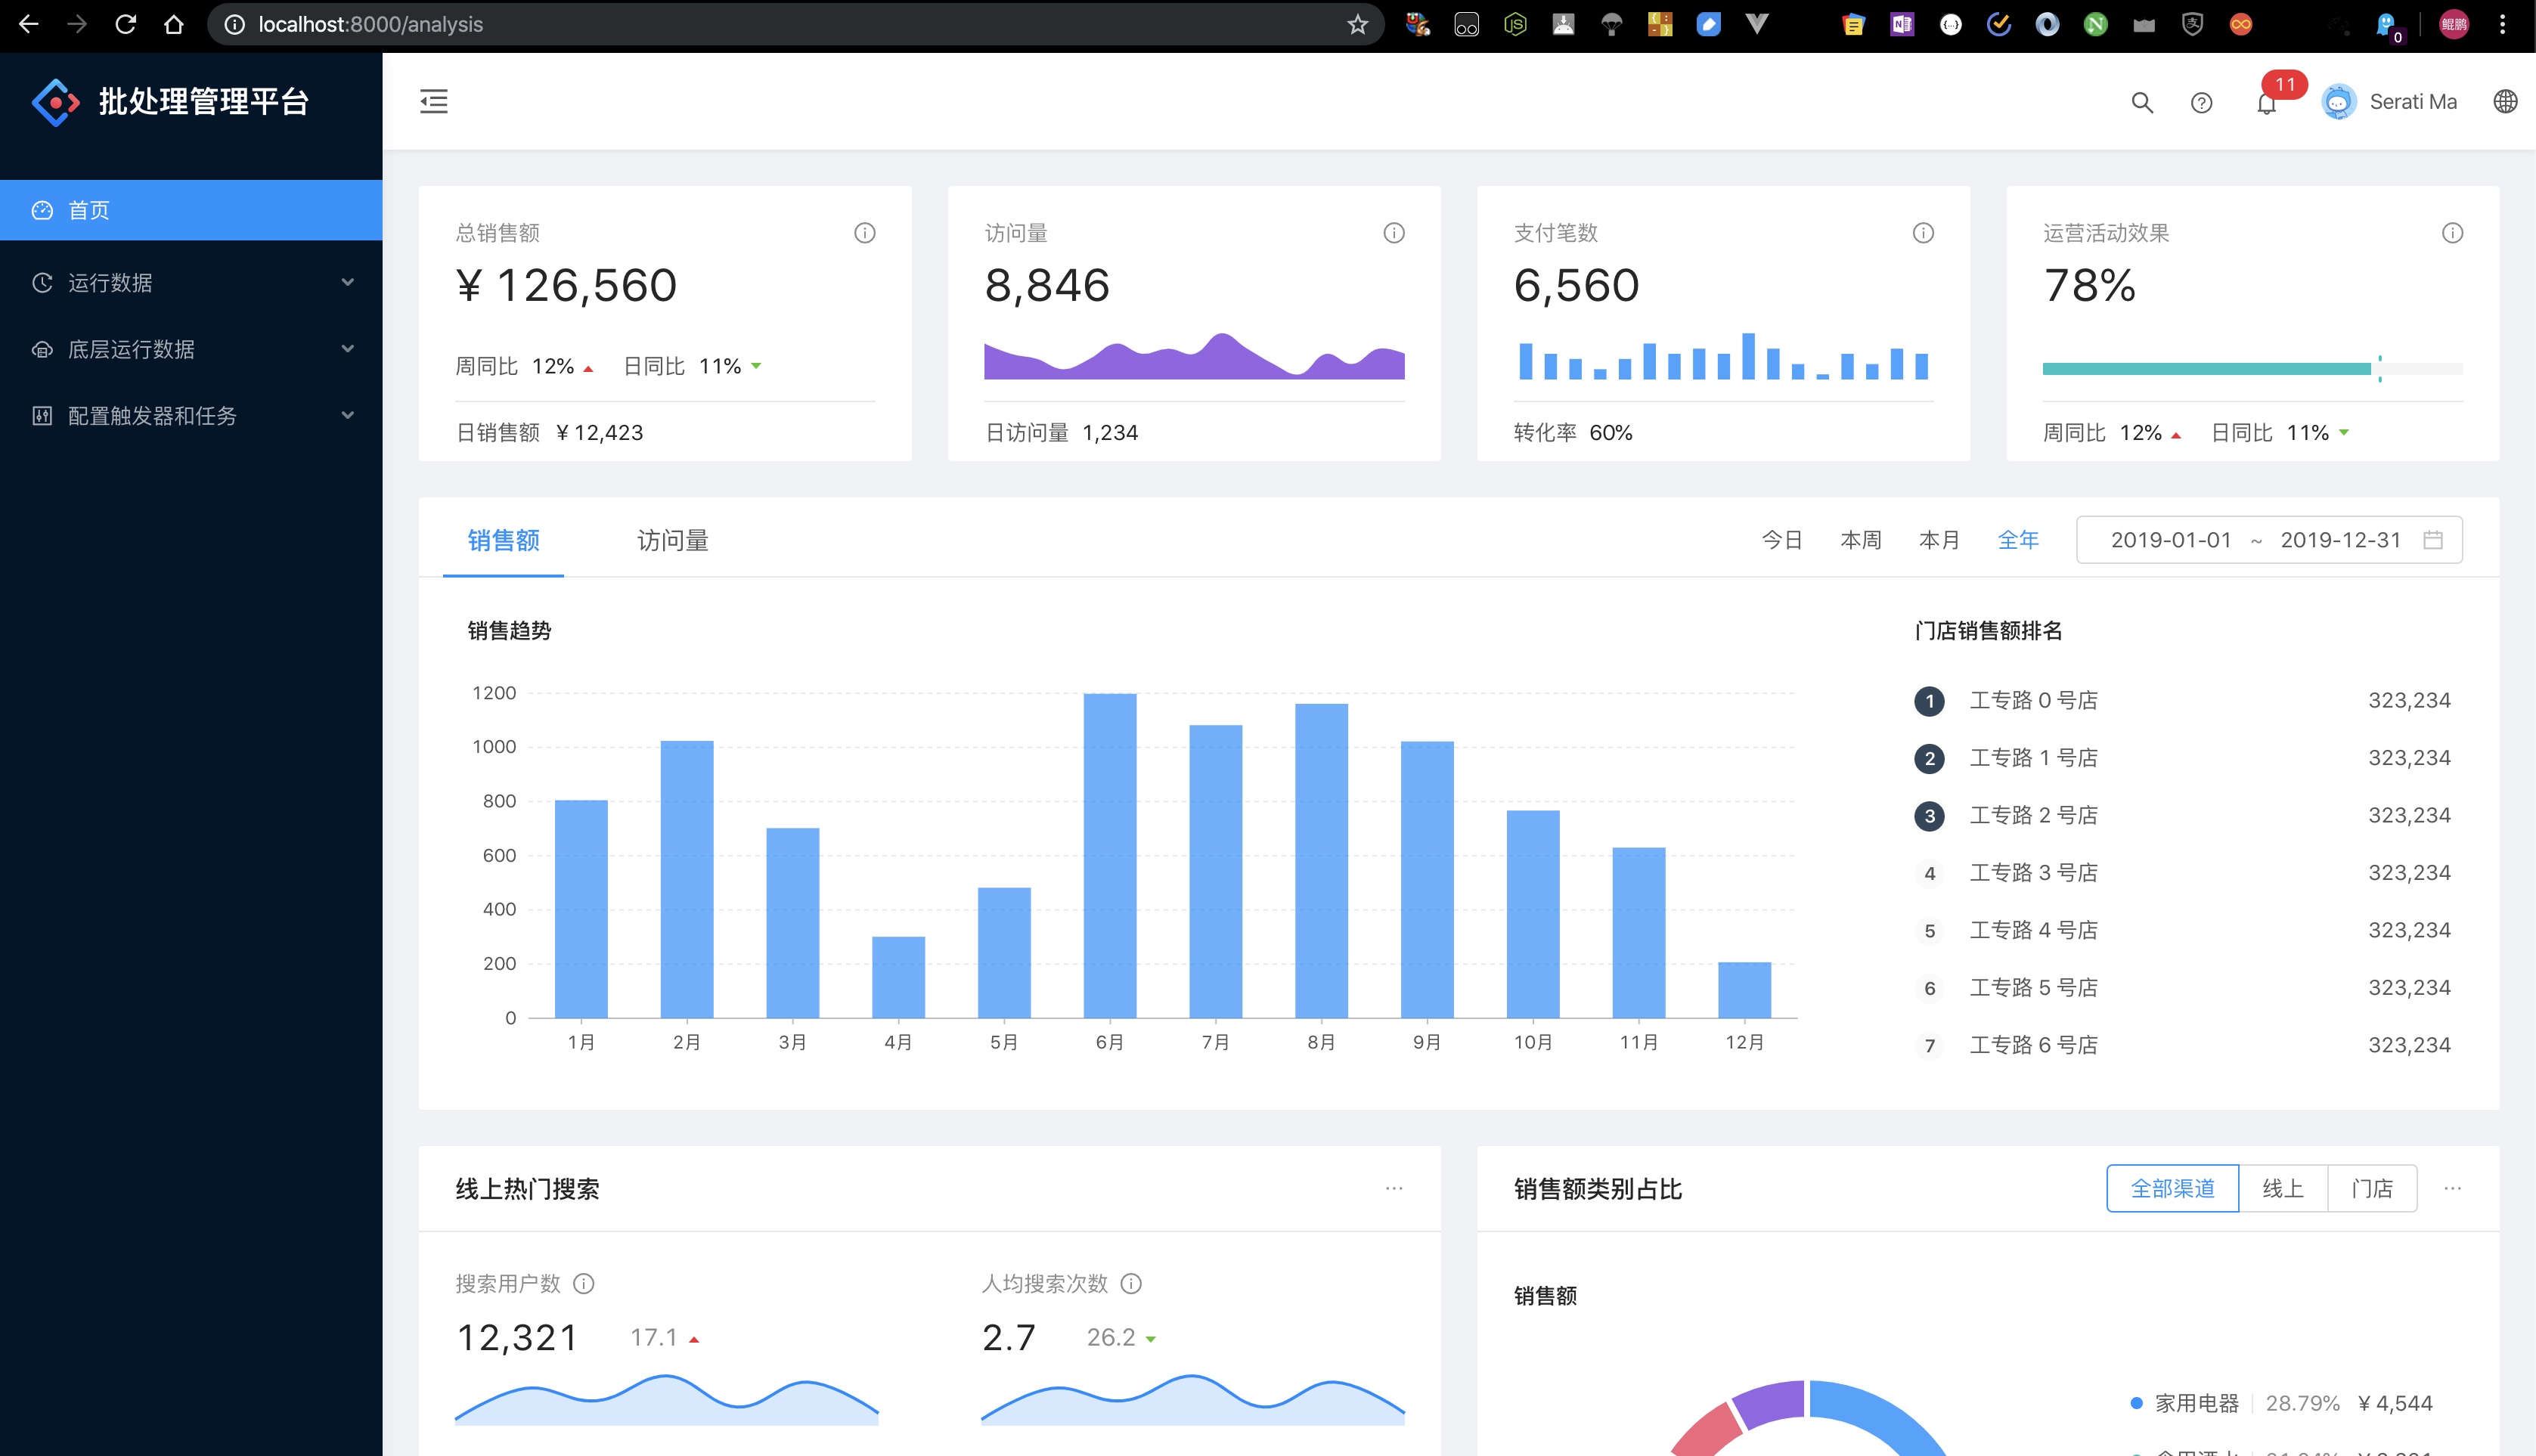 localhost:8000/analysis
0
鲲鹏
批处理管理平台
11
Serati Ma
首页
运行数据
底层运行数据
配置触发器和任务
总销售额
¥ 126,560
周同比 12% 日同比 11%
日销售额 ¥ 12,423
访问量
8,846
日访问量 1,234
支付笔数
6,560
转化率 60%
运营活动效果
78%
周同比 12% 日同比 11%
销售额 访问量 今日 本周 本月 全年 2019-01-01 ~ 2019-12-31
销售趋势
1200
1000
800
600
400
200
0
1月 2月 3月 4月 5月 6月 7月 8月 9月 10月 11月 12月
门店销售额排名
1 工专路 0 号店 323,234
2 工专路 1 号店 323,234
3 工专路 2 号店 323,234
4 工专路 3 号店 323,234
5 工专路 4 号店 323,234
6 工专路 5 号店 323,234
7 工专路 6 号店 323,234
线上热门搜索
搜索用户数
12,321 17.1
人均搜索次数
2.7 26.2
销售额类别占比 全部渠道 线上 门店
销售额
家用电器 28.79% ¥ 4,544